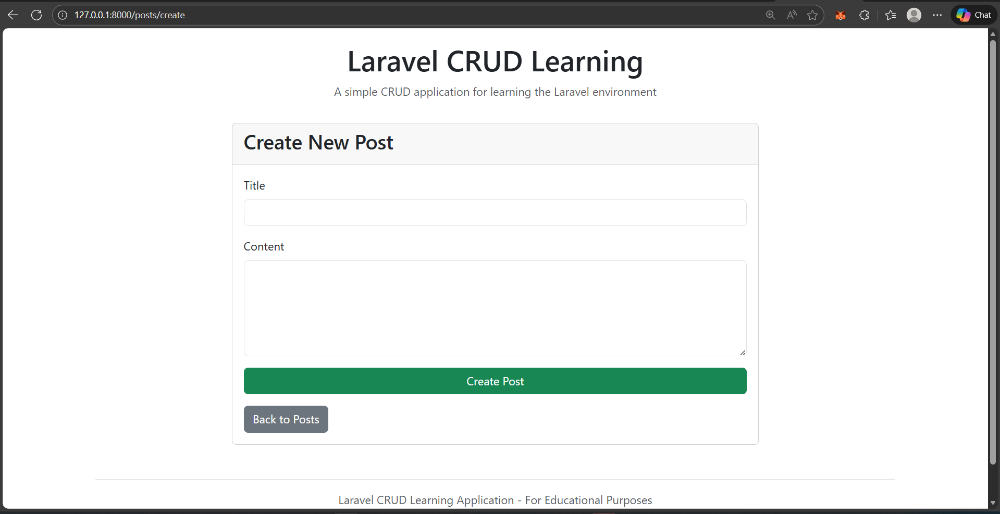 127.0.0.1:8000/posts/create
Chat
Laravel CRUD Learning
A simple CRUD application for learning the Laravel environment
Create New Post
Title
Content
Create Post
Back to Posts
Laravel CRUD Learning Application - For Educational Purposes